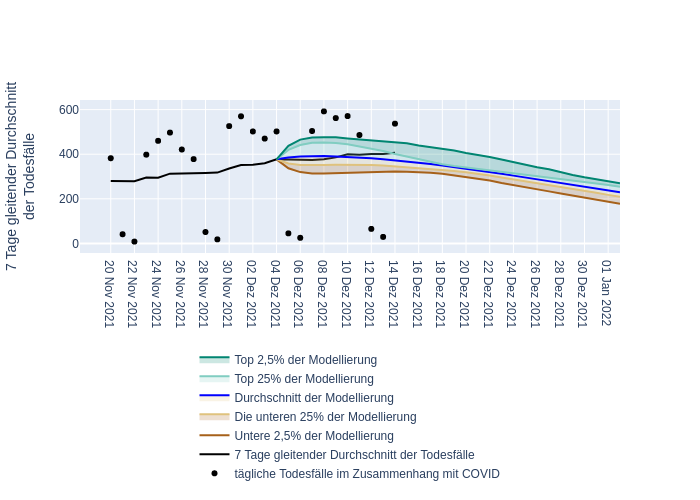 7 Tage gleitender Durchschnitt
der Todesfälle
600
400
200
0
20 Nov 2021
22 Nov 2021
24 Nov 2021
26 Nov 2021
28 Nov 2021
30 Nov 2021
02 Dez 2021
04 Dez 2021
06 Dez 2021
08 Dez 2021
10 Dez 2021
12 Dez 2021
14 Dez 2021
16 Dez 2021
18 Dez 2021
20 Dez 2021
22 Dez 2021
24 Dez 2021
26 Dez 2021
28 Dez 2021
30 Dez 2021
01 Jan 2022
Top 2,5% der Modellierung
Top 25% der Modellierung
Durchschnitt der Modellierung
Die unteren 25% der Modellierung
Untere 2,5% der Modellierung
7 Tage gleitender Durchschnitt der Todesfälle
tägliche Todesfälle im Zusammenhang mit COVID